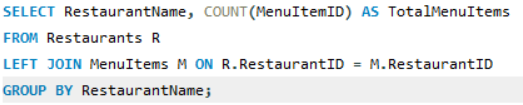 SELECT RestaurantName, COUNT(MenuItemID) AS TotalMenuItems
FROM Restaurants R
LEFT JOIN MenuItems M ON R.RestaurantID = M.RestaurantID
GROUP BY RestaurantName;